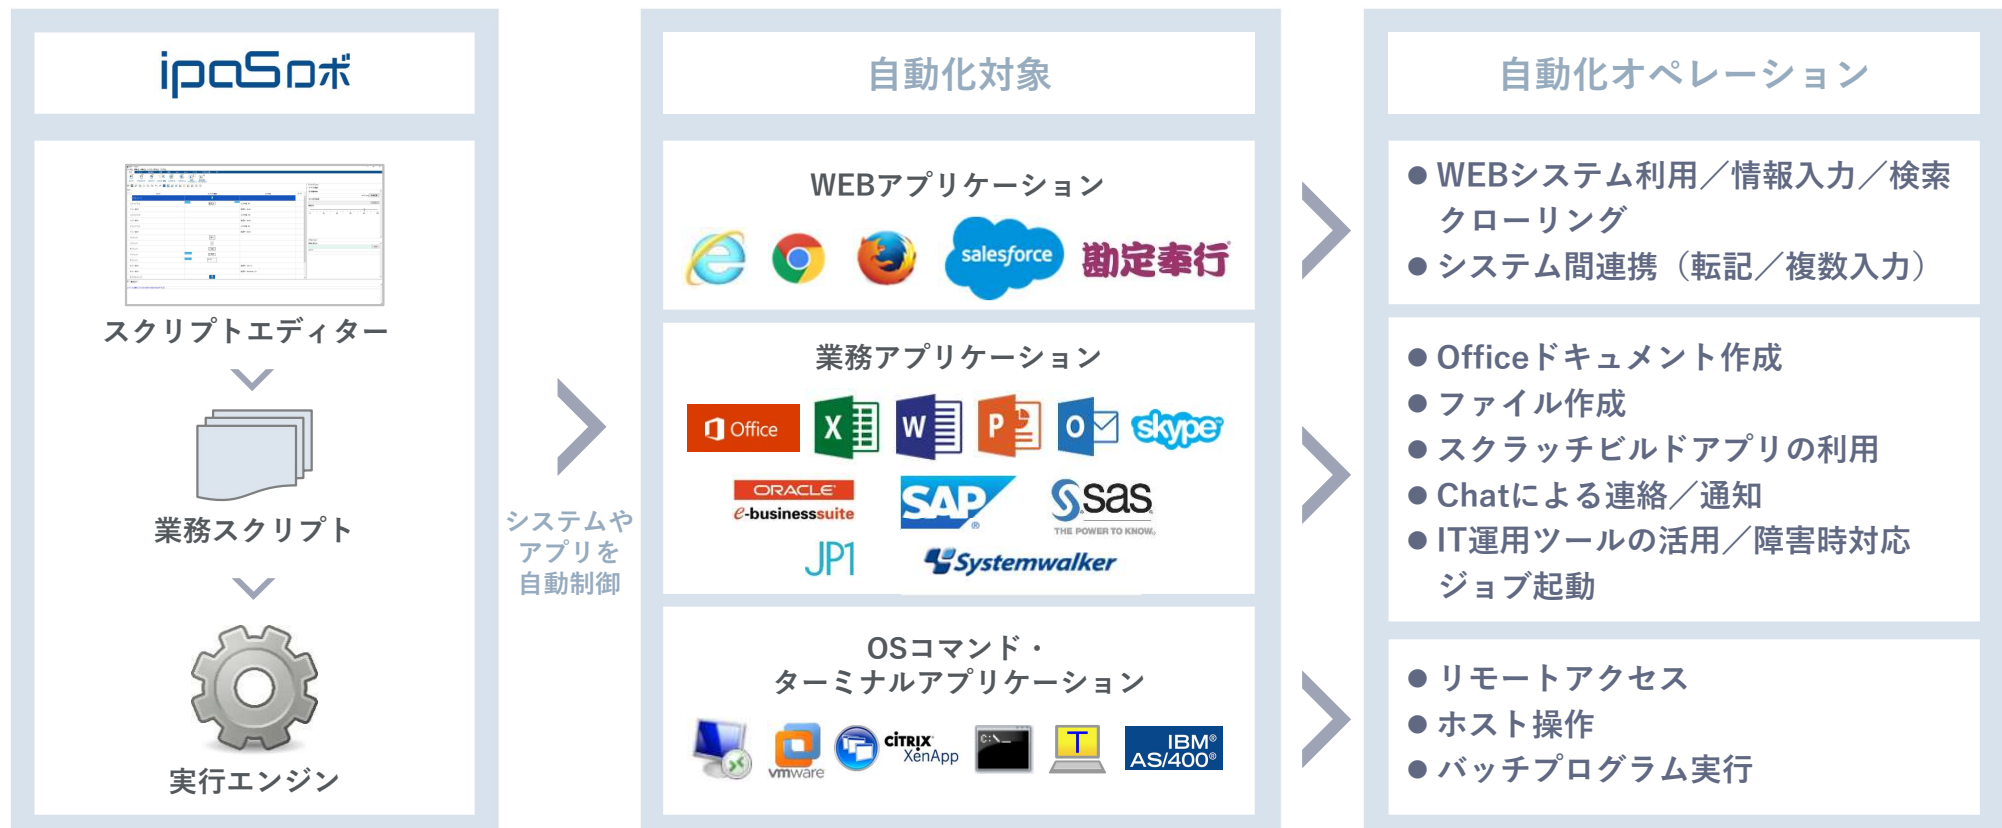 ipaSロボ
スクリプトエディター
業務スクリプト
実行エンジン
システムや
アプリを
自動制御
自動化対象
WEBアプリケーション
salesforce
勘定奉行
業務アプリケーション
Office
X
W
P
O
skype
ORACLE
e-businesssuite
SAP
sas
THE POWER TO KNOW.
JP1
Systemwalker
OSコマンド・
ターミナルアプリケーション
vmware
CİTRIX
XenApp
C:\_
T
IBM®
AS/400®
自動化オペレーション
● WEBシステム利用／情報入力／検索
クローリング
● システム間連携（転記／複数入力）
● Officeドキュメント作成
● ファイル作成
● スクラッチビルドアプリの利用
● Chatによる連絡／通知
● IT運用ツールの活用／障害時対応
ジョブ起動
● リモートアクセス
● ホスト操作
● バッチプログラム実行